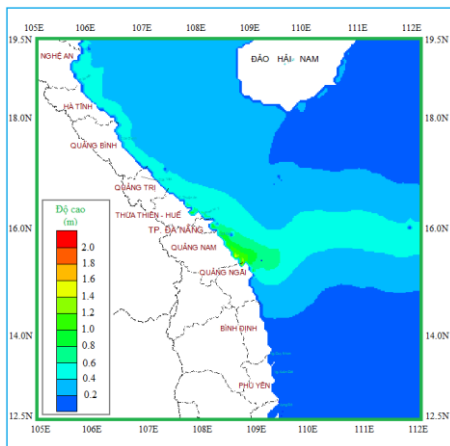 105E 106E 107E 108E 109E 110E 111E 112E
19.5N 19.5N
NGHỆ AN
ĐẢO HẢI NAM
HÀ TĨNH
18.0N 18.0N
QUẢNG BÌNH
QUẢNG TRỊ
THỪA THIÊN - HUẾ
TP. ĐÀ NẴNG
16.0N 16.0N
QUẢNG NAM
QUẢNG NGÃI
Độ cao
(m)
2.0
1.8
1.6
1.4
1.2
1.0
0.8
0.6
0.4
0.2
14.0N 14.0N
BÌNH ĐỊNH
PHÚ YÊN
12.5N 12.5N
105E 106E 107E 108E 109E 110E 111E 112E